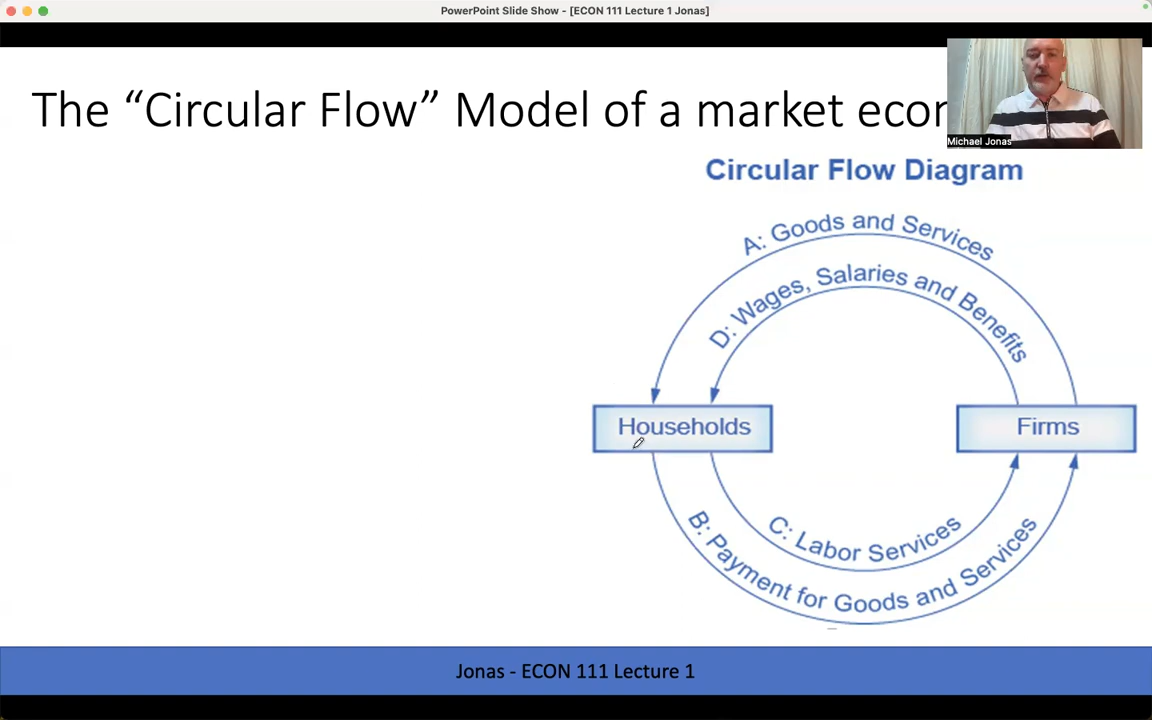 PowerPoint Slide Show - [ECON 111 Lecture 1 Jonas]
The “Circular Flow” Model of a market
Michael Jonas
Circular Flow Diagram
A: Goods and Services
D: Wages, Salaries and Benefits
Households
Firms
C: Labor Services
B: Payment for Goods and Services
Jonas - ECON 111 Lecture 1